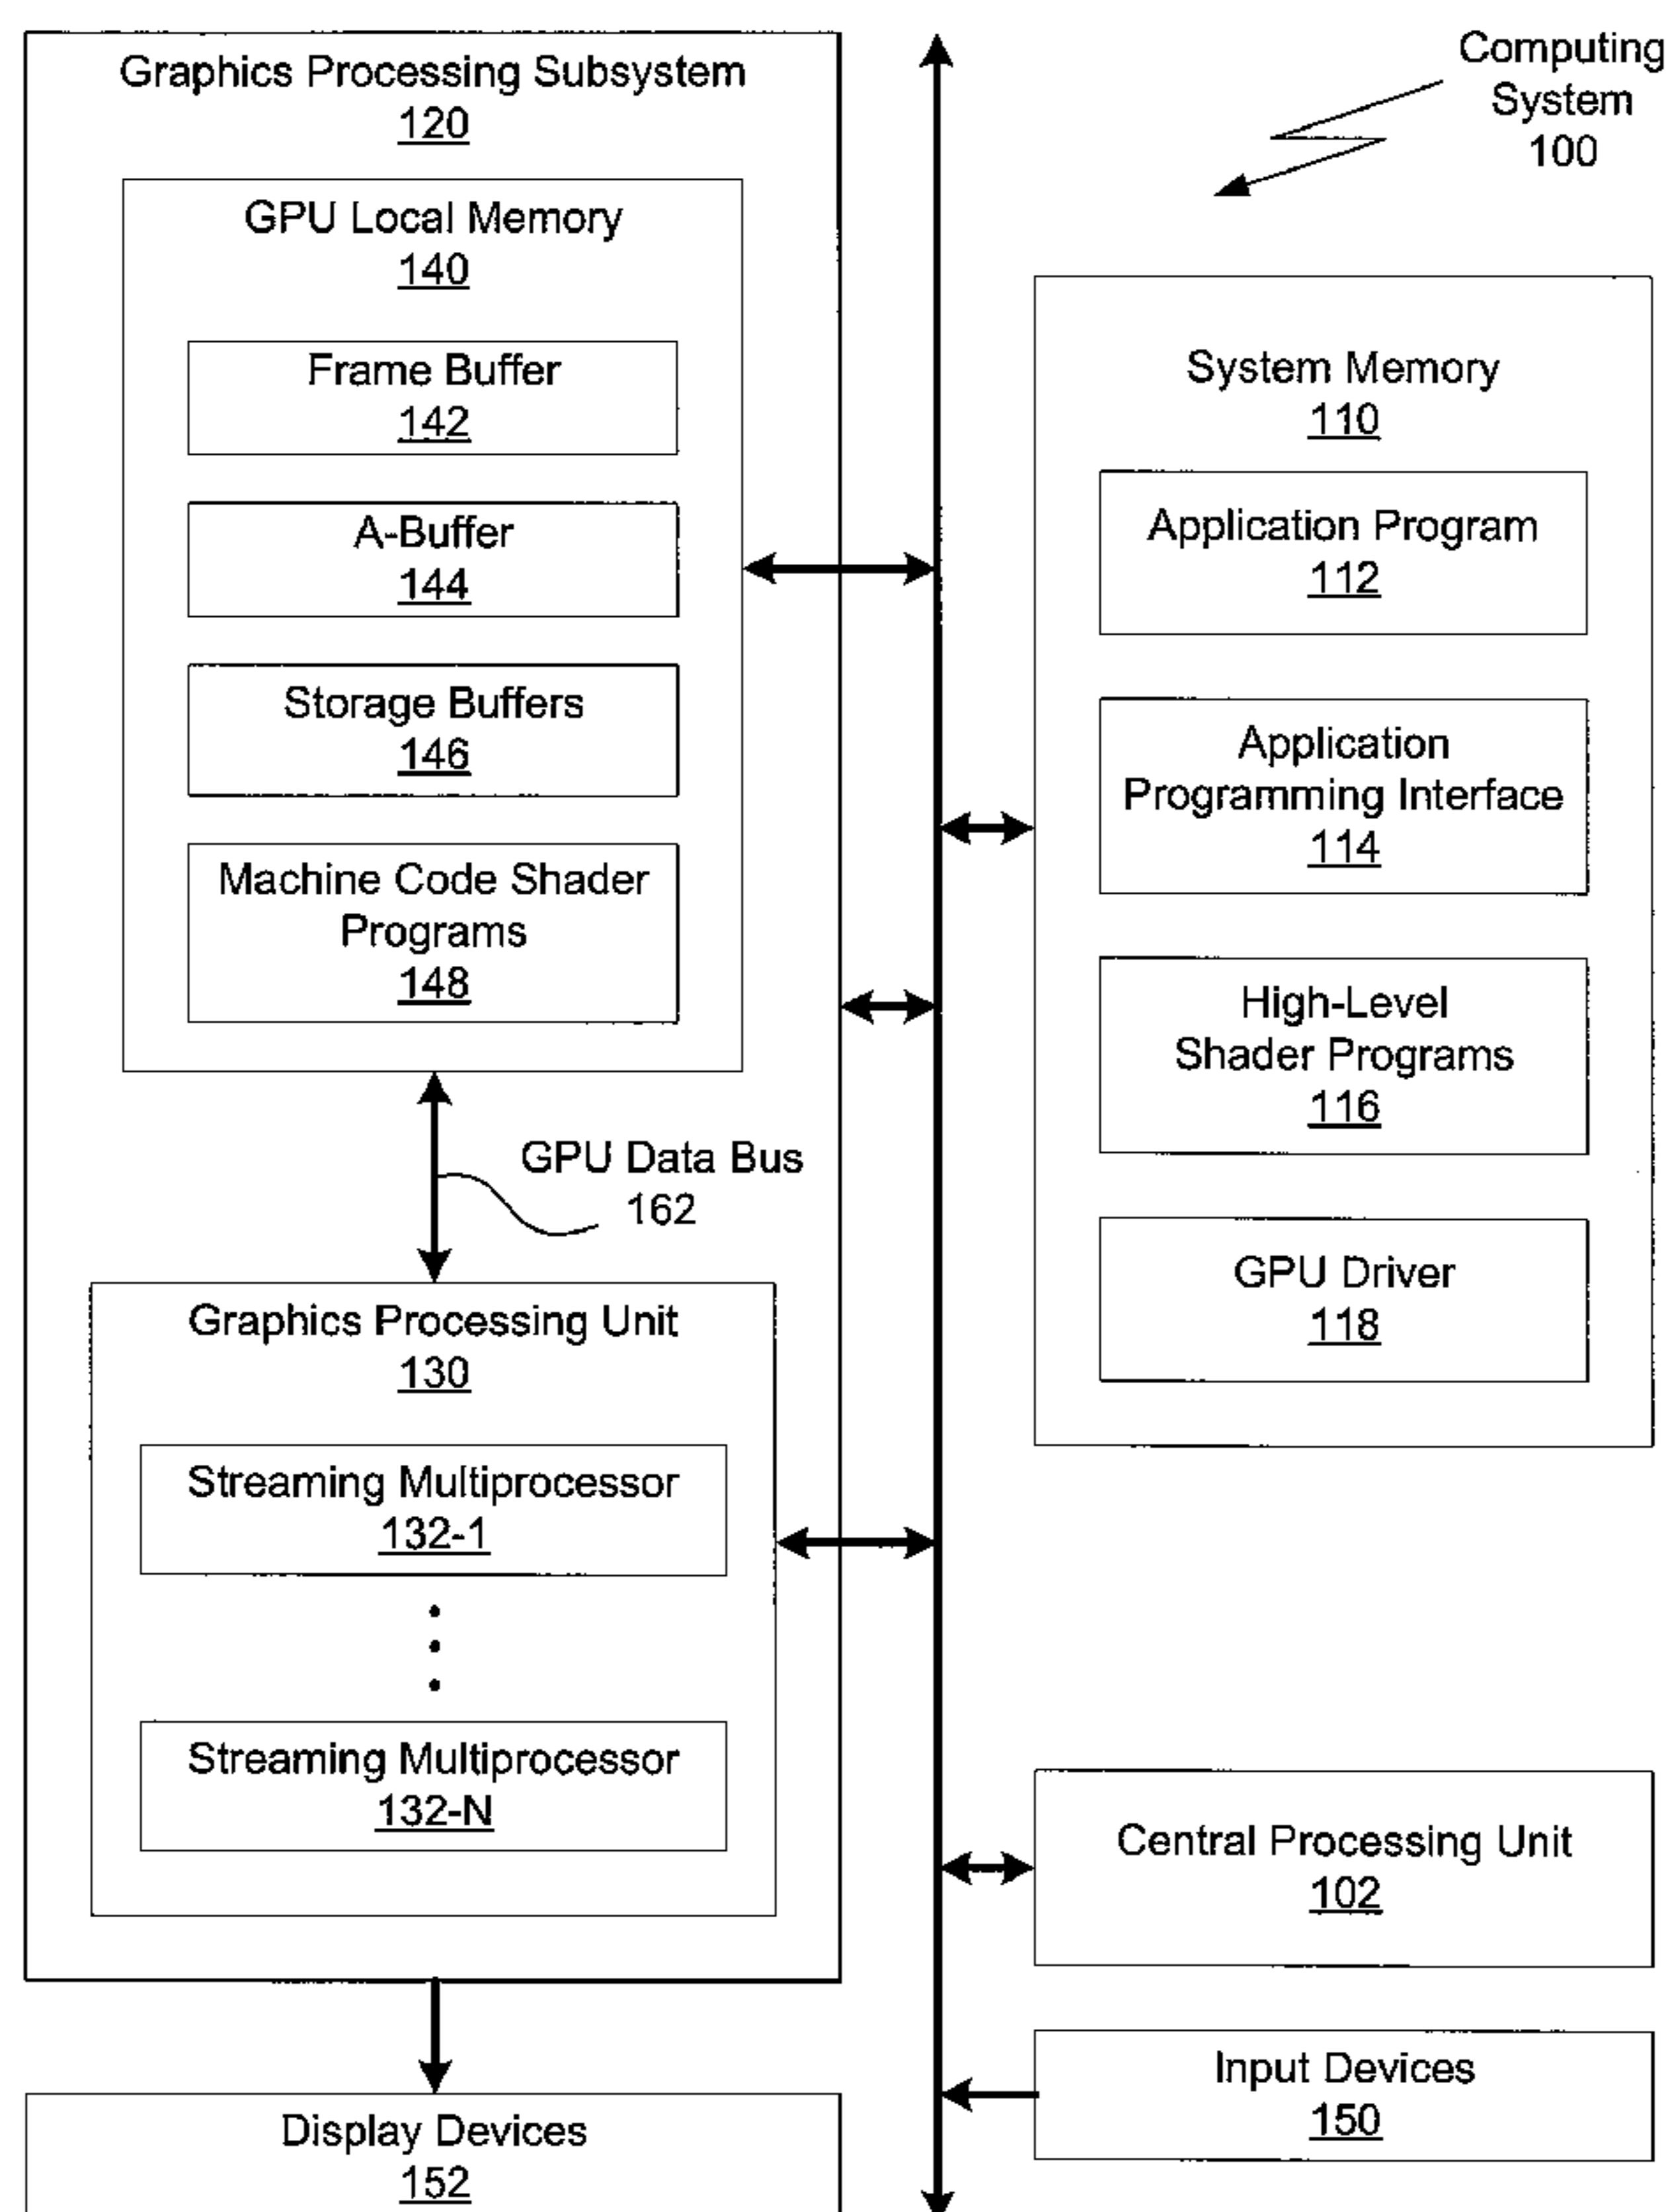 Graphics Processing Subsystem
120
GPU Local Memory
140
Frame Buffer
142
A-Buffer
144
Storage Buffers
146
Machine Code Shader
Programs
148
GPU Data Bus
162
Graphics Processing Unit
130
Streaming Multiprocessor
132-1
Streaming Multiprocessor
132-N
Display Devices
152
Computing
System
100
System Memory
110
Application Program
112
Application
Programming Interface
114
High-Level
Shader Programs
116
GPU Driver
118
Central Processing Unit
102
Input Devices
150